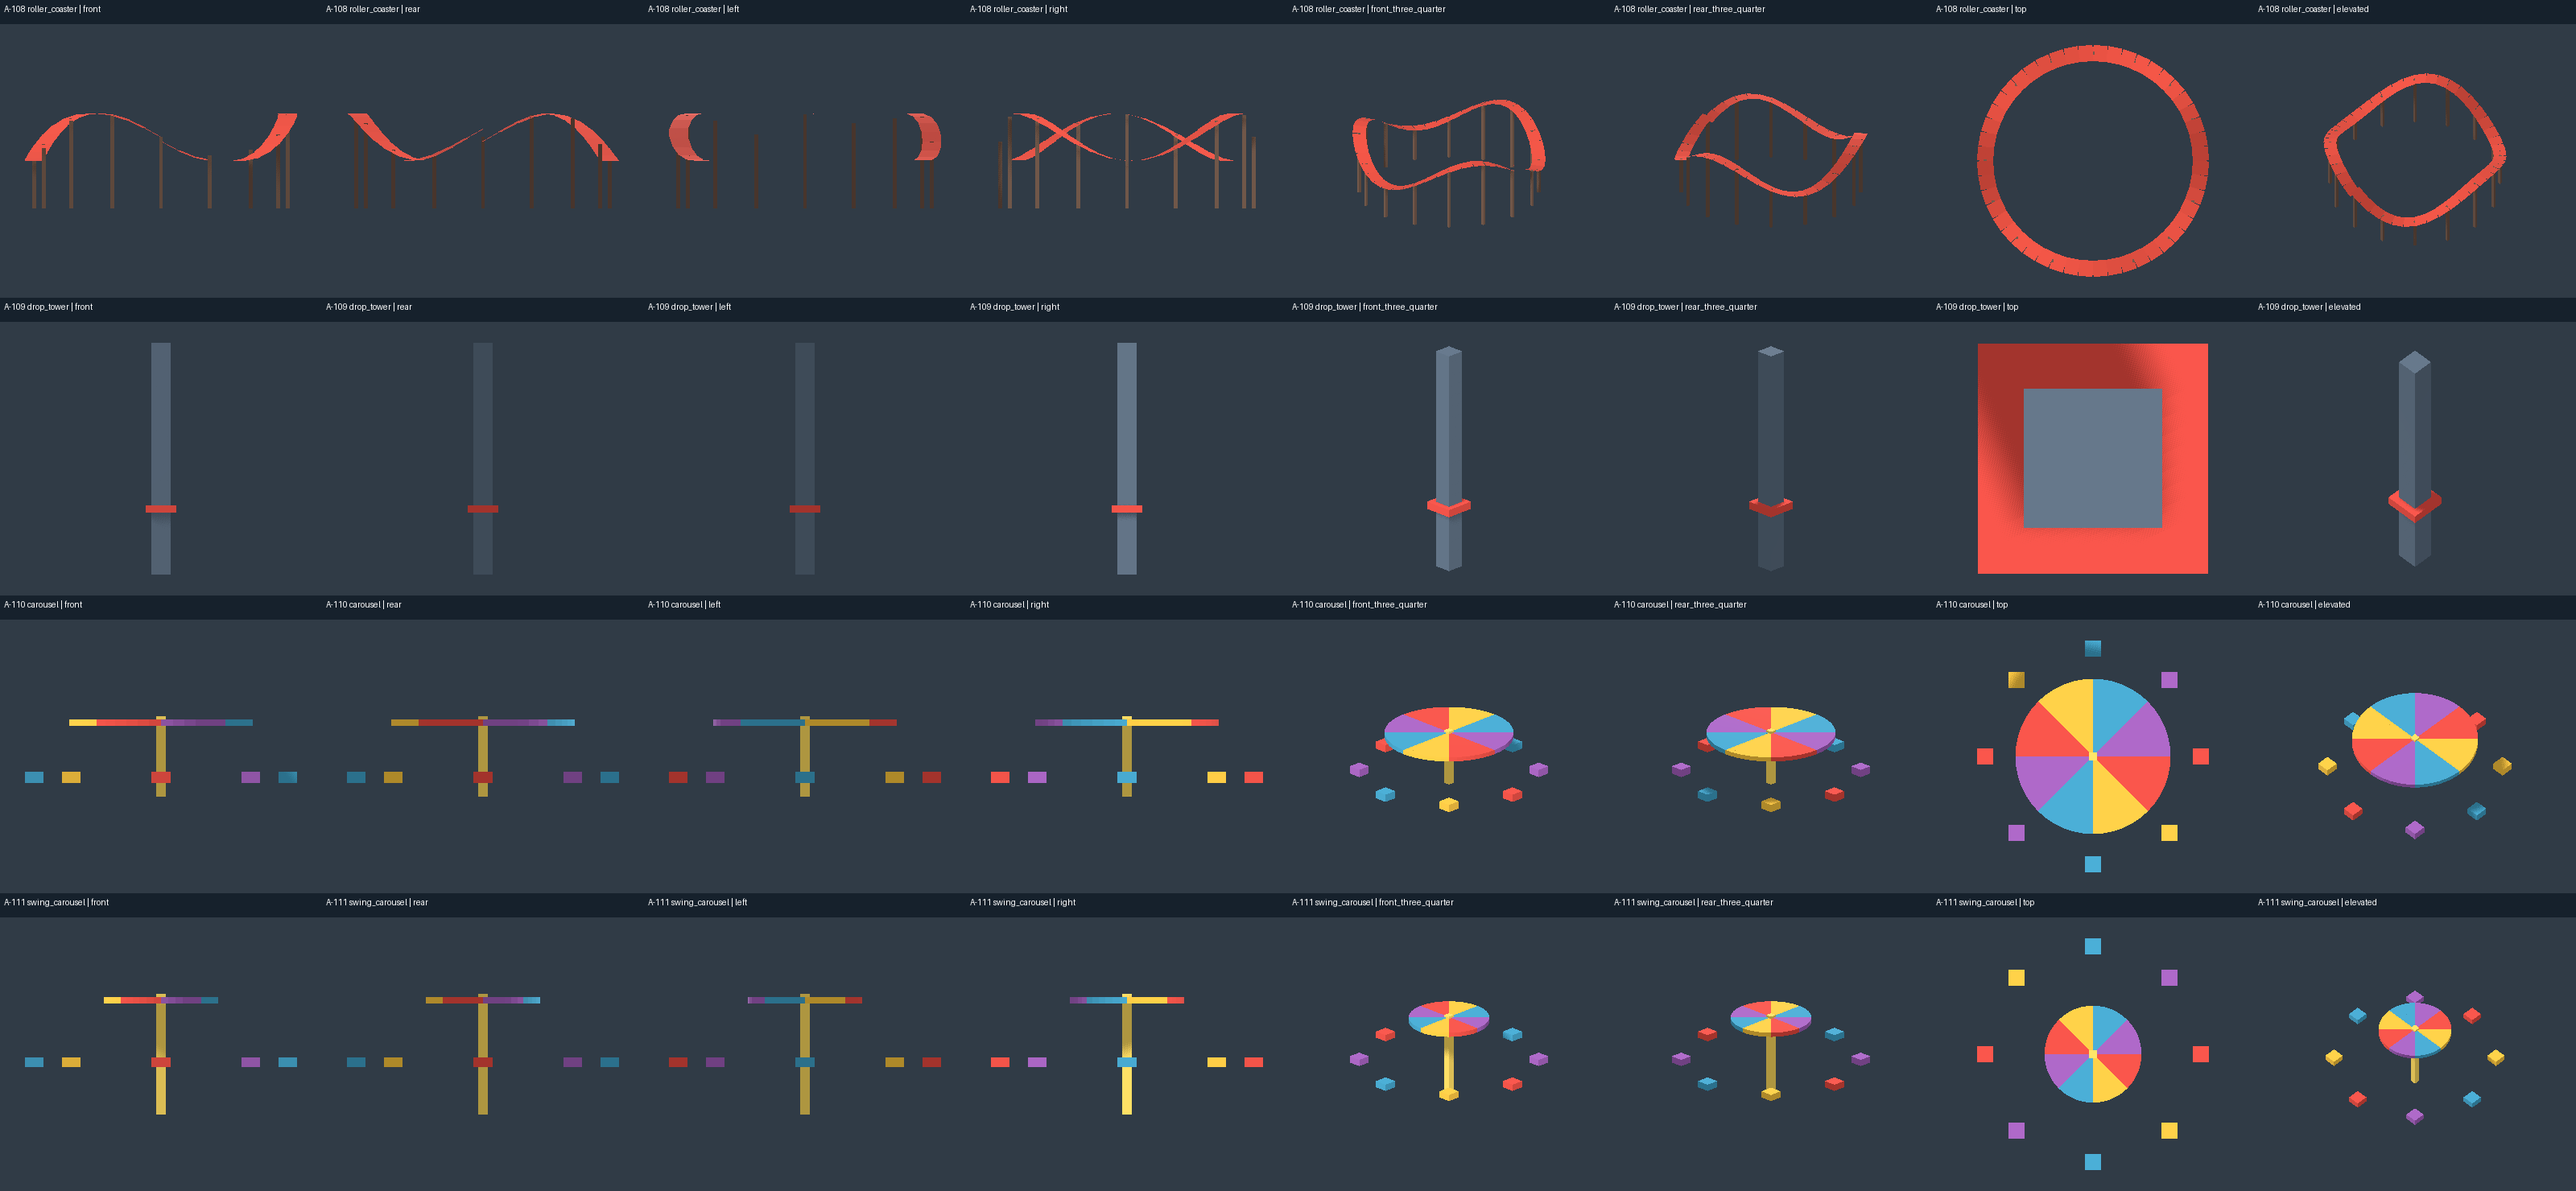 A-108 roller_coaster | front
A-108 roller_coaster | rear
A-108 roller_coaster | left
A-108 roller_coaster | right
A-108 roller_coaster | front_three_quarter
A-108 roller_coaster | rear_three_quarter
A-108 roller_coaster | top
A-108 roller_coaster | elevated
A-109 drop_tower | front
A-109 drop_tower | rear
A-109 drop_tower | left
A-109 drop_tower | right
A-109 drop_tower | front_three_quarter
A-109 drop_tower | rear_three_quarter
A-109 drop_tower | top
A-109 drop_tower | elevated
A-110 carousel | front
A-110 carousel | rear
A-110 carousel | left
A-110 carousel | right
A-110 carousel | front_three_quarter
A-110 carousel | rear_three_quarter
A-110 carousel | top
A-110 carousel | elevated
A-111 swing_carousel | front
A-111 swing_carousel | rear
A-111 swing_carousel | left
A-111 swing_carousel | right
A-111 swing_carousel | front_three_quarter
A-111 swing_carousel | rear_three_quarter
A-111 swing_carousel | top
A-111 swing_carousel | elevated